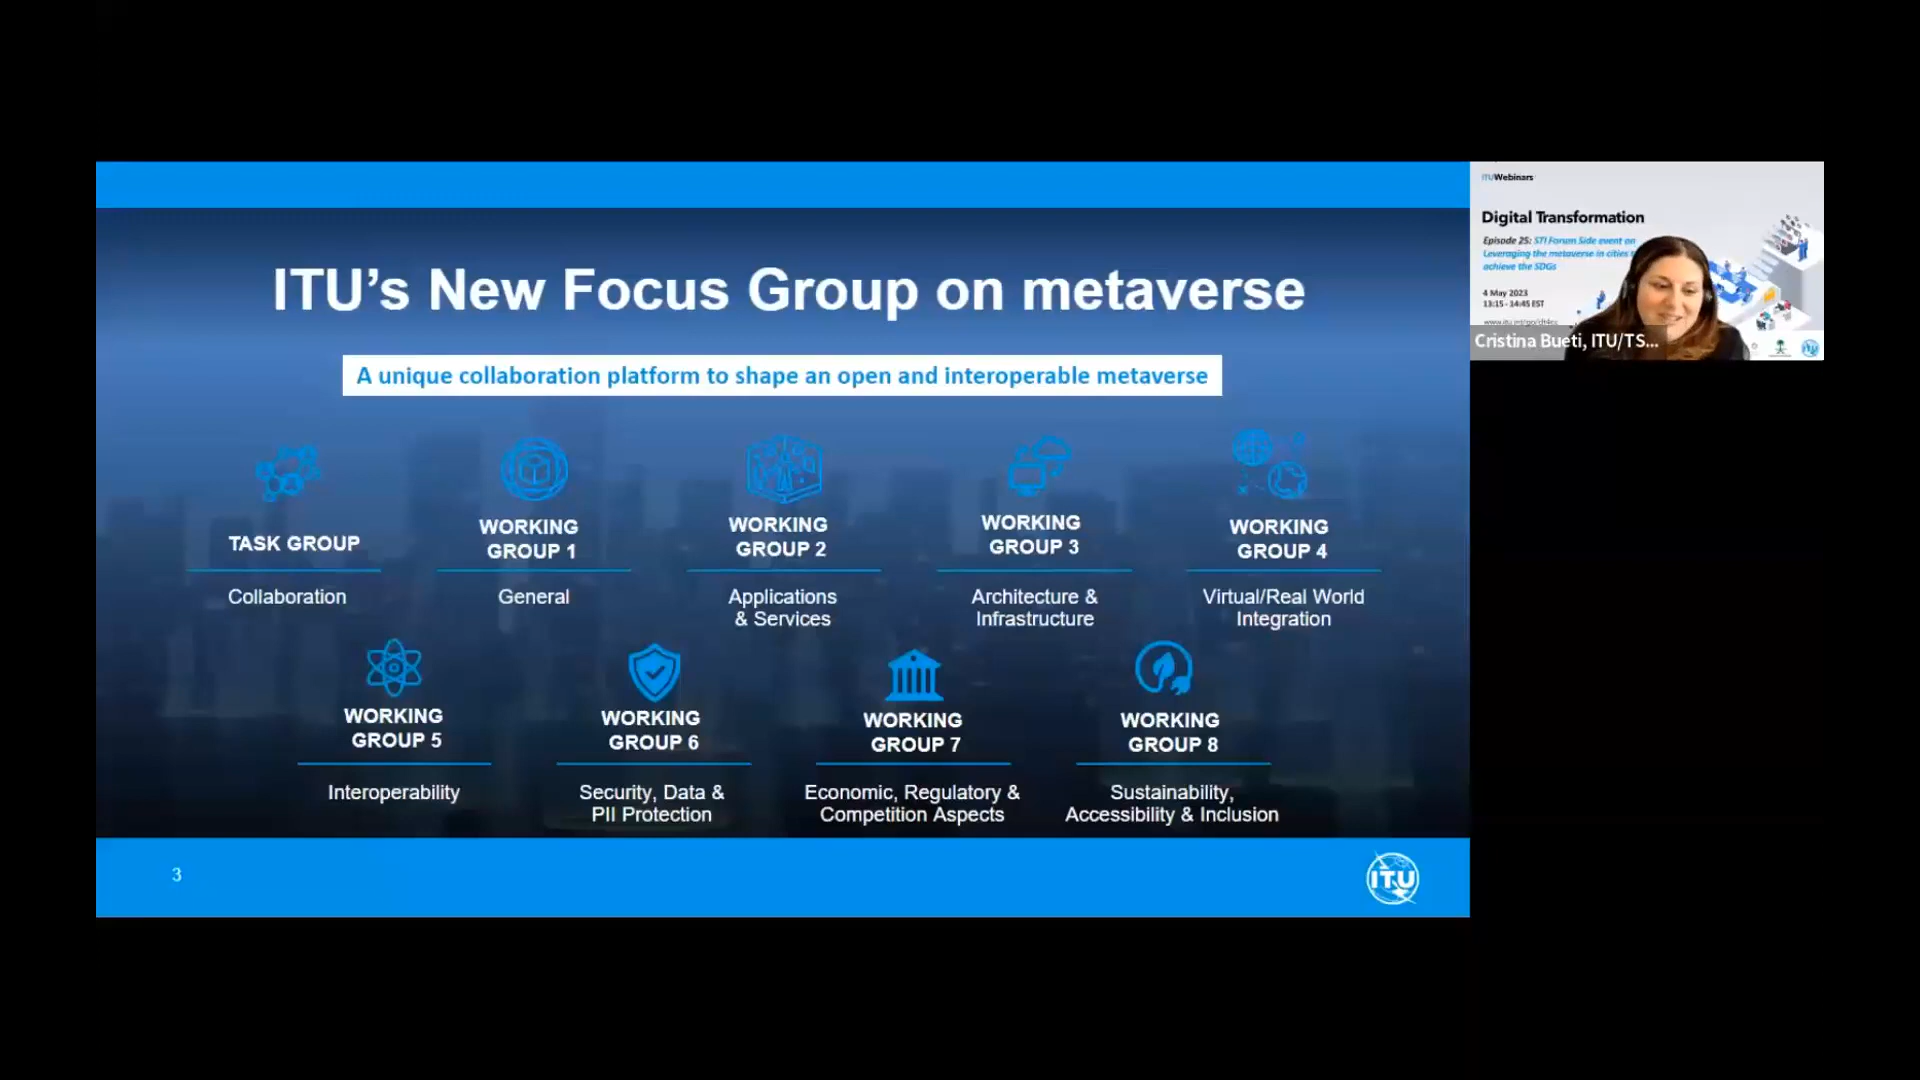 ITU's New Focus Group on metaverse
A unique collaboration platform to shape an open and interoperable metaverse
TASK GROUP
Collaboration
WORKING
GROUP 1
General
WORKING
GROUP 2
Applications
& Services
WORKING
GROUP 3
Architecture &
Infrastructure
WORKING
GROUP 4
Virtual/Real World
Integration
WORKING
GROUP 5
Interoperability
WORKING
GROUP 6
Security, Data &
PII Protection
WORKING
GROUP 7
Economic, Regulatory &
Competition Aspects
WORKING
GROUP 8
Sustainability,
Accessibility & Inclusion
3
ITU
ITUWebinars
Digital Transformation
Episode 25: STI Forum Side event on
Leveraging the metaverse in cities
achieve the SDGs
4 May 2023
13:15 - 14:45 EST
Cristina Bueti, ITU/TS...